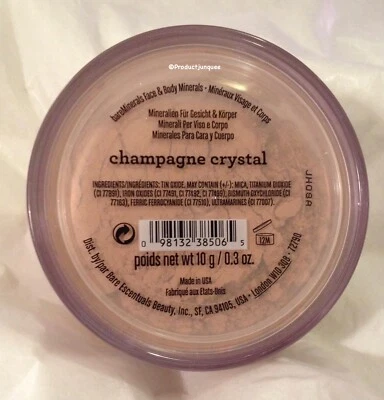 ©Productjunques
bareMinerals Face & Body Minerals • Minéraux Visage et Corps
Mineralien Für Gesicht & Körper
Minerali Per Viso e Corpo
Minerales Para Cara y Cuerpo
champagne crystal
INGREDIENTS/INGRÉDIENTS: TIN OXIDE, MAY CONTAIN (+/-): MICA, TITANIUM DIOXIDE
(CI 77891), IRON OXIDES (CI 77491, CI 77492, CI 77499), BISMUTH OXYCHLORIDE (CI
77163), FERRIC FERROCYANIDE (CI 77510), ULTRAMARINES (CI 77007).
0 98132 38506 5
12M
poids net wt 10 g / 0.3 oz.
Made in USA
Fabriqué aux Etats-Unis
Dist. by/par Bare Escentuals Beauty, Inc., SF, CA 94105, USA •
JH09A